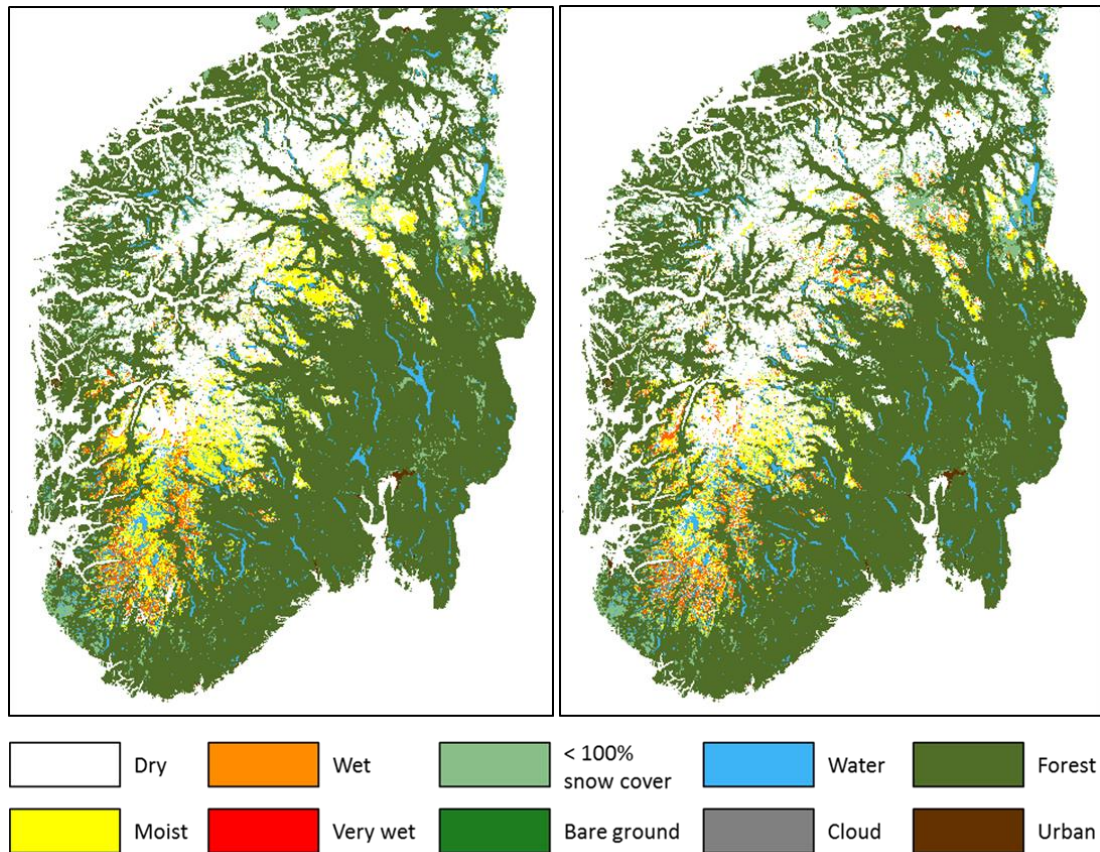 Dry
Wet
< 100%
snow cover
Water
Forest
Moist
Very wet
Bare ground
Cloud
Urban